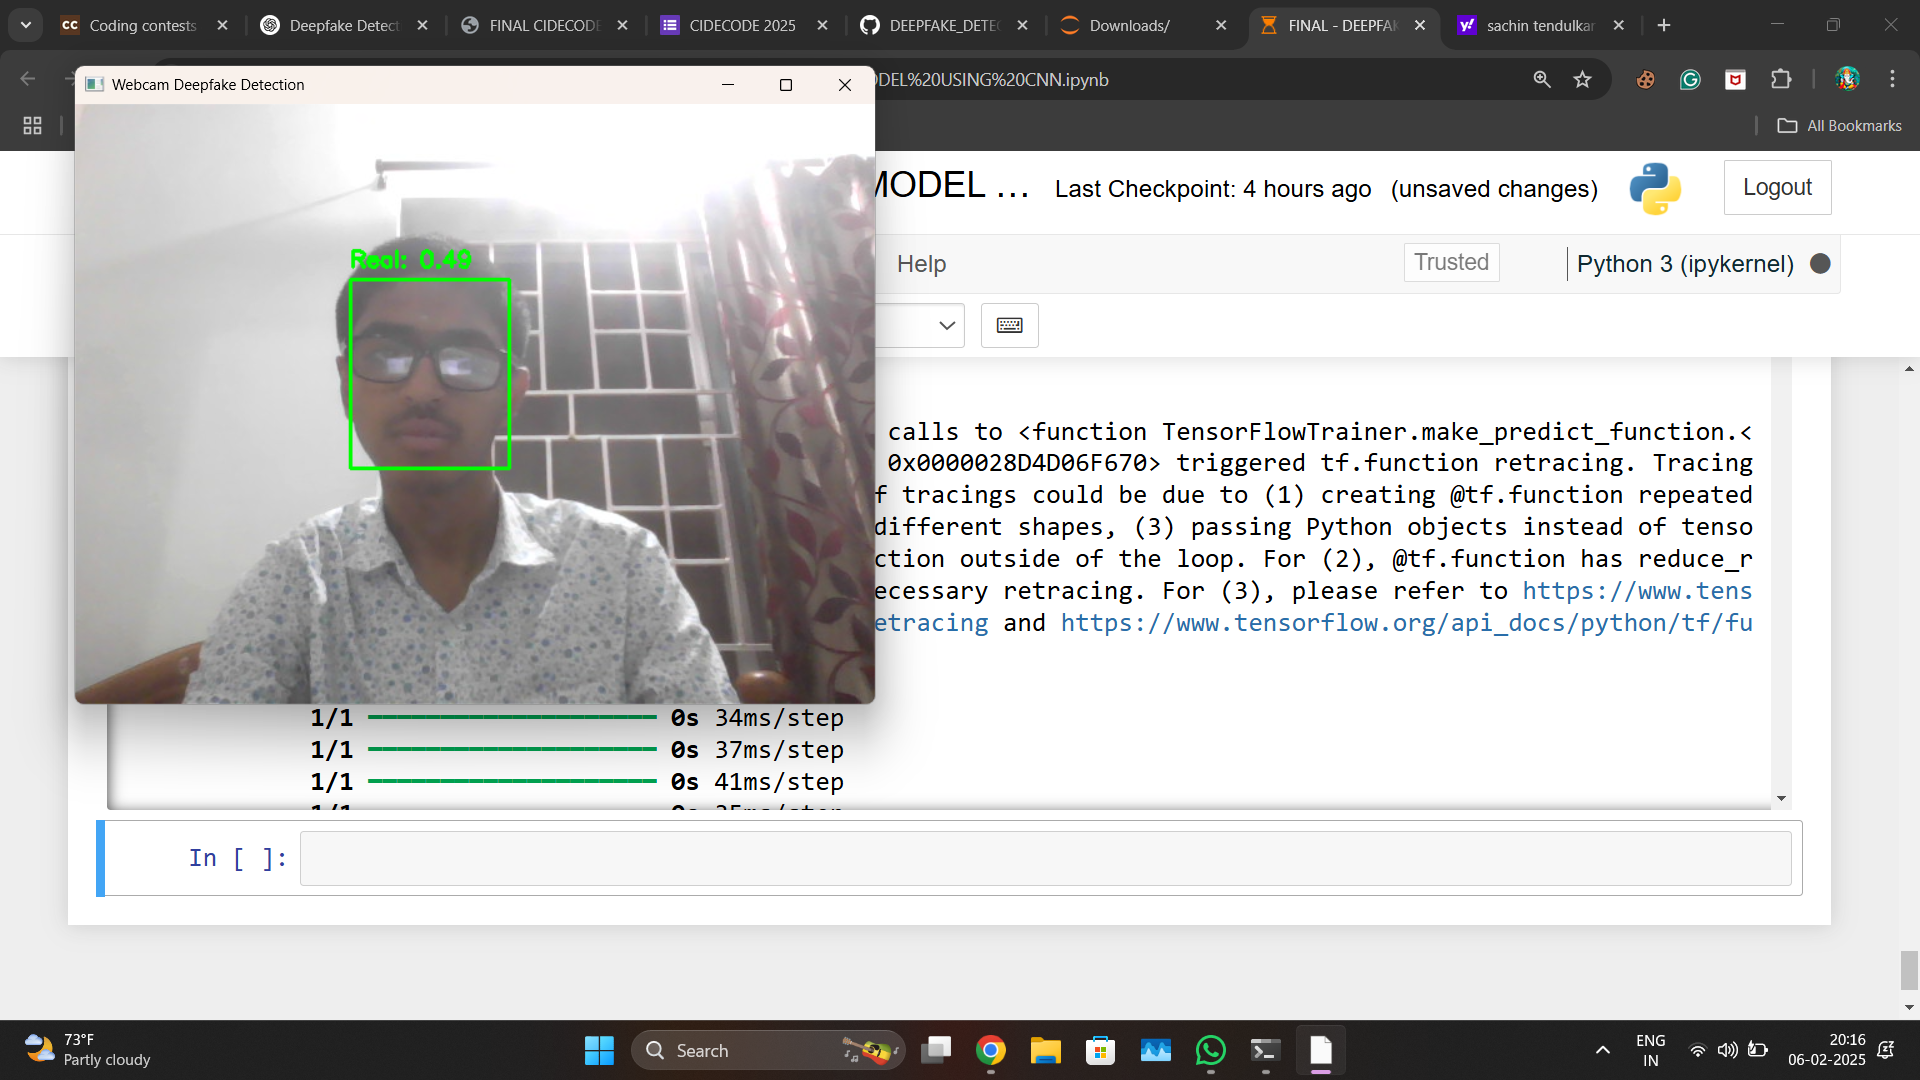 CC Coding contests
Deepfake Detect
FINAL CIDECODE
CIDECODE 2025
DEEPFAKE_DETE
Downloads/
FINAL - DEEPFAK
sachin tendulkar
Webcam Deepfake Detection
ODEL%20USING%20CNN.ipynb
All Bookmarks
MODEL ...
Last Checkpoint: 4 hours ago
(unsaved changes)
Logout
Real: 0.49
Help
Trusted
Python 3 (ipykernel)
calls to <function TensorFlowTrainer.make_predict_function.<
0x0000028D4D06F670> triggered tf.function retracing. Tracing
f tracings could be due to (1) creating @tf.function repeated
different shapes, (3) passing Python objects instead of tenso
ction outside of the loop. For (2), @tf.function has reduce_r
ecessary retracing. For (3), please refer to https://www.tens
etracing and https://www.tensorflow.org/api_docs/python/tf/fu
1/1 0s 34ms/step
1/1 0s 37ms/step
1/1 0s 41ms/step
In [ ]:
73°F
Partly cloudy
Search
ENG
IN
20:16
06-02-2025